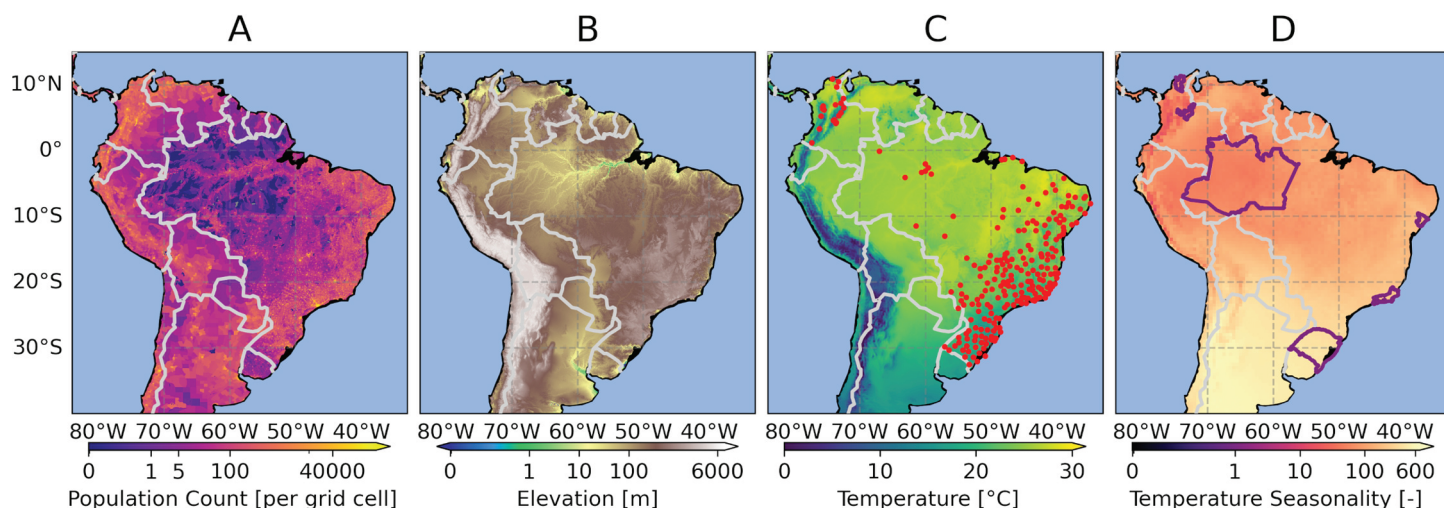 A B C D
10°N
0°
10°S
20°S
30°S
80°W 70°W 60°W 50°W 40°W 80°W 70°W 60°W 50°W 40°W 80°W 70°W 60°W 50°W 40°W 80°W 70°W 60°W 50°W 40°W
0 1 5 100 40000 0 1 10 100 6000 0 10 20 30 0 1 10 100 600
Population Count [per grid cell] Elevation [m] Temperature [°C] Temperature Seasonality [-]